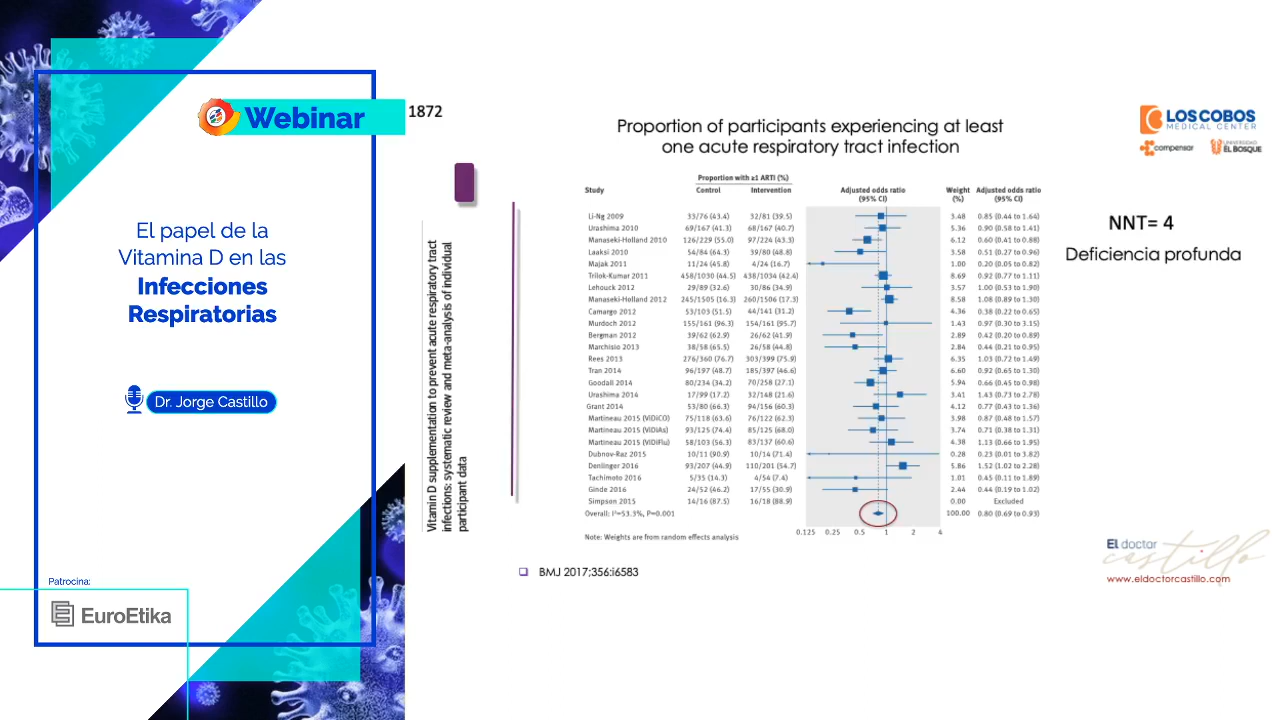 Webinar
El papel de la
Vitamina D en las
Infecciones
Respiratorias
Dr. Jorge Castillo
Patrocina:
EuroEtika
1872
Vitamin D supplementation to prevent acute respiratory tract
infections: systematic review and meta-analysis of individual
participant data
Proportion of participants experiencing at least
one acute respiratory tract infection
Proportion with ≥1 ARTI (%)
Study Control Intervention Adjusted odds ratio (95% CI) Weight (%) Adjusted odds ratio (95% CI)
Li-Ng 2009 33/76 (43.4) 32/81 (39.5) 3.48 0.85 (0.44 to 1.64)
Urashima 2010 69/167 (41.3) 68/167 (40.7) 5.36 0.90 (0.58 to 1.41)
Manaseki-Holland 2010 126/229 (55.0) 97/224 (43.3) 6.12 0.60 (0.41 to 0.88)
Laaksi 2010 54/84 (64.3) 39/80 (48.8) 3.58 0.51 (0.27 to 0.96)
Majak 2011 11/24 (45.8) 4/24 (16.7) 1.00 0.20 (0.05 to 0.82)
Trilok-Kumar 2011 458/1030 (44.5) 438/1034 (42.4) 8.69 0.92 (0.77 to 1.11)
Lehouck 2012 29/89 (32.6) 30/86 (34.9) 3.57 1.00 (0.53 to 1.90)
Manaseki-Holland 2012 245/1505 (16.3) 260/1506 (17.3) 8.58 1.08 (0.89 to 1.30)
Camargo 2012 53/103 (51.5) 44/141 (31.2) 4.36 0.38 (0.22 to 0.65)
Murdoch 2012 155/161 (96.3) 154/161 (95.7) 1.43 0.97 (0.30 to 3.15)
Bergman 2012 39/62 (62.9) 26/62 (41.9) 2.89 0.42 (0.20 to 0.89)
Marchisio 2013 38/58 (65.5) 26/58 (44.8) 2.84 0.44 (0.21 to 0.95)
Rees 2013 276/360 (76.7) 303/399 (75.9) 6.35 1.03 (0.72 to 1.49)
Tran 2014 96/197 (48.7) 185/397 (46.6) 6.60 0.92 (0.65 to 1.30)
Goodall 2014 80/234 (34.2) 70/258 (27.1) 5.94 0.66 (0.45 to 0.98)
Urashima 2014 17/99 (17.2) 32/148 (21.6) 3.41 1.43 (0.73 to 2.78)
Grant 2014 53/80 (66.3) 94/156 (60.3) 4.12 0.77 (0.43 to 1.36)
Martineau 2015 (ViDiCO) 75/118 (63.6) 76/122 (62.3) 3.98 0.87 (0.48 to 1.57)
Martineau 2015 (ViDiAs) 93/125 (74.4) 85/125 (68.0) 3.74 0.71 (0.38 to 1.31)
Martineau 2015 (ViDiFlu) 58/103 (56.3) 83/137 (60.6) 4.38 1.13 (0.66 to 1.95)
Dubnov-Raz 2015 10/11 (90.9) 10/14 (71.4) 0.28 0.23 (0.01 to 3.82)
Denlinger 2016 93/207 (44.9) 110/201 (54.7) 5.86 1.52 (1.02 to 2.28)
Tachimoto 2016 5/35 (14.3) 4/54 (7.4) 1.01 0.45 (0.11 to 1.89)
Ginde 2016 24/52 (46.2) 17/55 (30.9) 2.44 0.44 (0.19 to 1.02)
Simpson 2015 14/16 (87.5) 16/18 (88.9) 0.00 Excluded
Overall: I²=53.3%, P=0.001 100.00 0.80 (0.69 to 0.93)
0.125 0.25 0.5 1 2 4
Note: Weights are from random effects analysis
BMJ 2017;356:i6583
LOS COBOS
MEDICAL CENTER
compensar UNIVERSIDAD EL BOSQUE
NNT= 4
Deficiencia profunda
El doctor
castillo
www.eldoctorcastillo.com